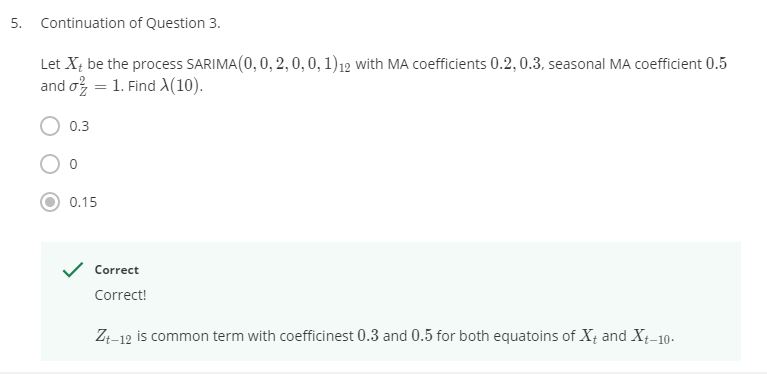 5. Continuation of Question 3.
Let X_t be the process SARIMA(0, 0, 2, 0, 0, 1)_12 with MA coefficients 0.2, 0.3, seasonal MA coefficient 0.5
and σ_Z^2 = 1. Find λ(10).
0.3
0
0.15
Correct
Correct!
Z_{t−12} is common term with coefficinest 0.3 and 0.5 for both equatoins of X_t and X_{t−10}.